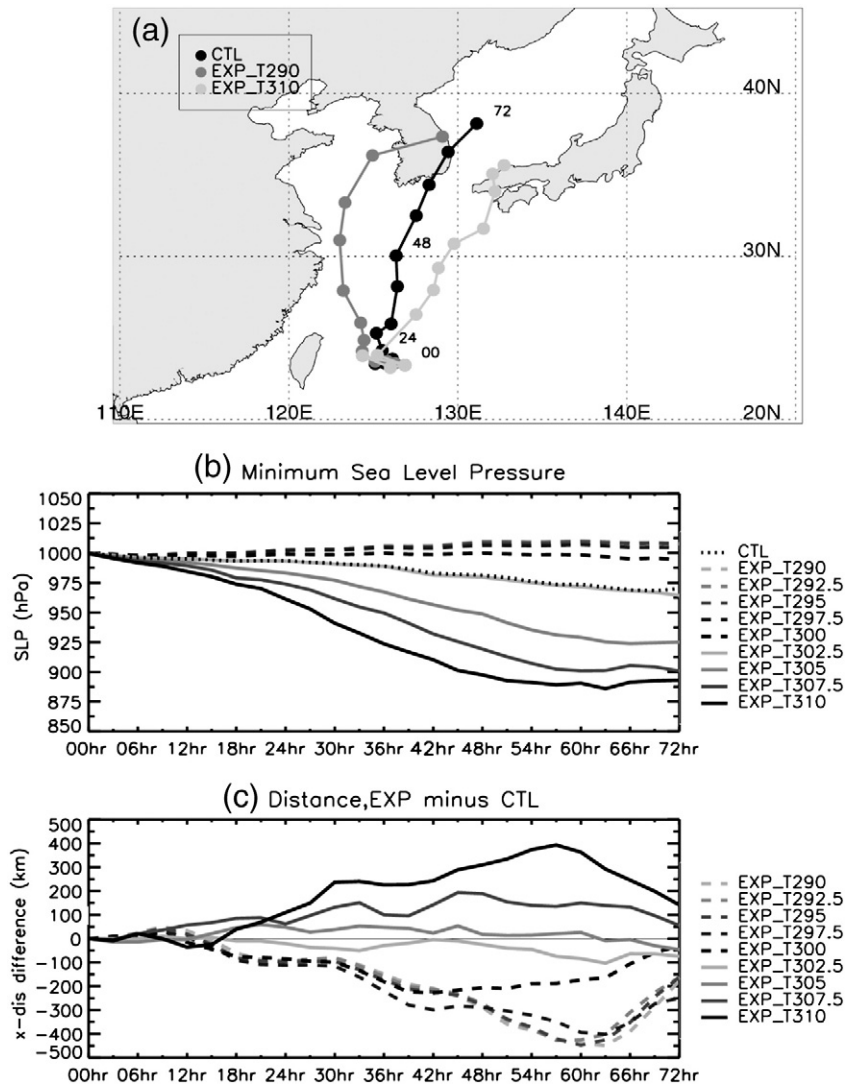 (a)
CTL
EXP_T290
EXP_T310
72
48
24
00
40N
30N
20N
110E
120E
130E
140E
(b) Minimum Sea Level Pressure
SLP (hPa)
1050
1025
1000
975
950
925
900
875
850
00hr 06hr 12hr 18hr 24hr 30hr 36hr 42hr 48hr 54hr 60hr 66hr 72hr
CTL
EXP_T290
EXP_T292.5
EXP_T295
EXP_T297.5
EXP_T300
EXP_T302.5
EXP_T305
EXP_T307.5
EXP_T310
(c) Distance,EXP minus CTL
x-dis difference (km)
500
400
300
200
100
0
-100
-200
-300
-400
-500
00hr 06hr 12hr 18hr 24hr 30hr 36hr 42hr 48hr 54hr 60hr 66hr 72hr
EXP_T290
EXP_T292.5
EXP_T295
EXP_T297.5
EXP_T300
EXP_T302.5
EXP_T305
EXP_T307.5
EXP_T310